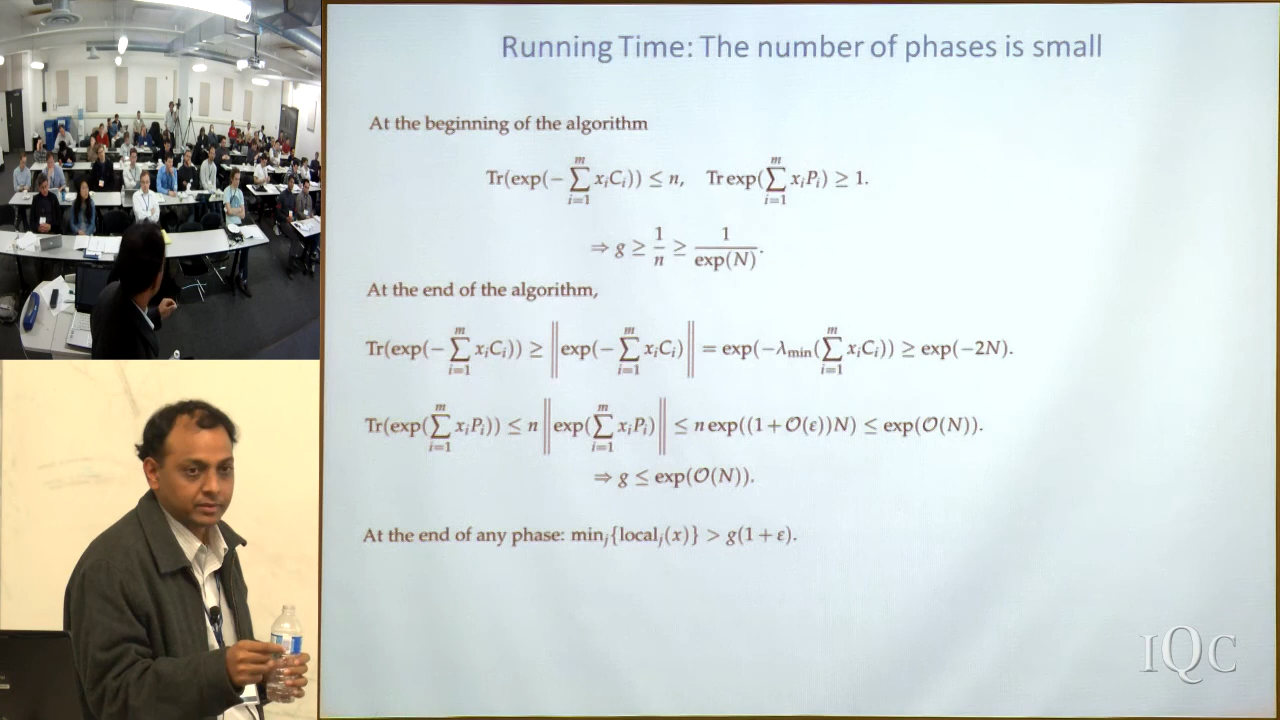 Running Time: The number of phases is small
At the beginning of the algorithm
Tr(exp(−∑_{i=1}^{m} x_iC_i)) ≤ n, Tr exp(∑_{i=1}^{m} x_iP_i) ≥ 1.
⇒ g ≥ 1/n ≥ 1/exp(N).
At the end of the algorithm,
Tr(exp(−∑_{i=1}^{m} x_iC_i)) ≥ ‖exp(−∑_{i=1}^{m} x_iC_i)‖ = exp(−λ_min(∑_{i=1}^{m} x_iC_i)) ≥ exp(−2N).
Tr(exp(∑_{i=1}^{m} x_iP_i)) ≤ n ‖exp(∑_{i=1}^{m} x_iP_i)‖ ≤ n exp((1+O(ε))N) ≤ exp(O(N)).
⇒ g ≤ exp(O(N)).
At the end of any phase: min_j{local_j(x)} > g(1+ε).
IQC